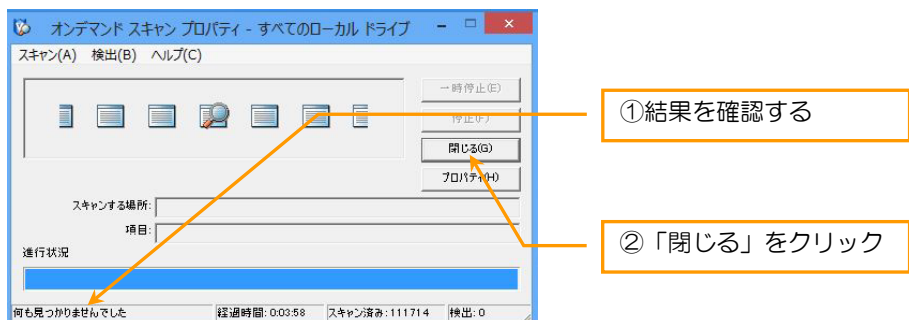 オンデマンド スキャン プロパティ - すべてのローカル ドライブ
スキャン(A) 検出(B) ヘルプ(C)
一時停止(E)
停止(F)
閉じる(G)
プロパティ(H)
スキャンする場所:
項目:
進行状況
何も見つかりませんでした 経過時間: 0:03:58 スキャン済み: 111714 検出: 0
①結果を確認する
②「閉じる」をクリック